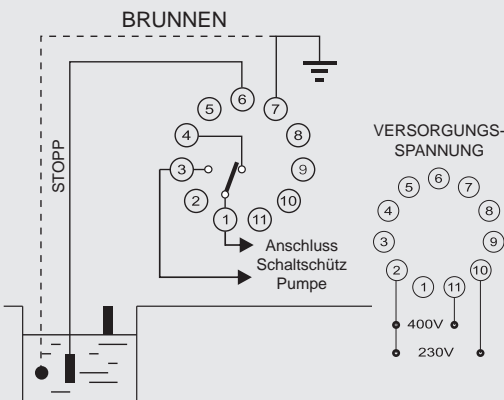 BRUNNEN
STOPP
6
7
5
8
4
3
9
2
10
1
11
Anschluss
Schaltschütz
Pumpe
VERSORGUNGS-
SPANNUNG
6
5
7
4
8
3
9
2
10
1
11
400V
230V